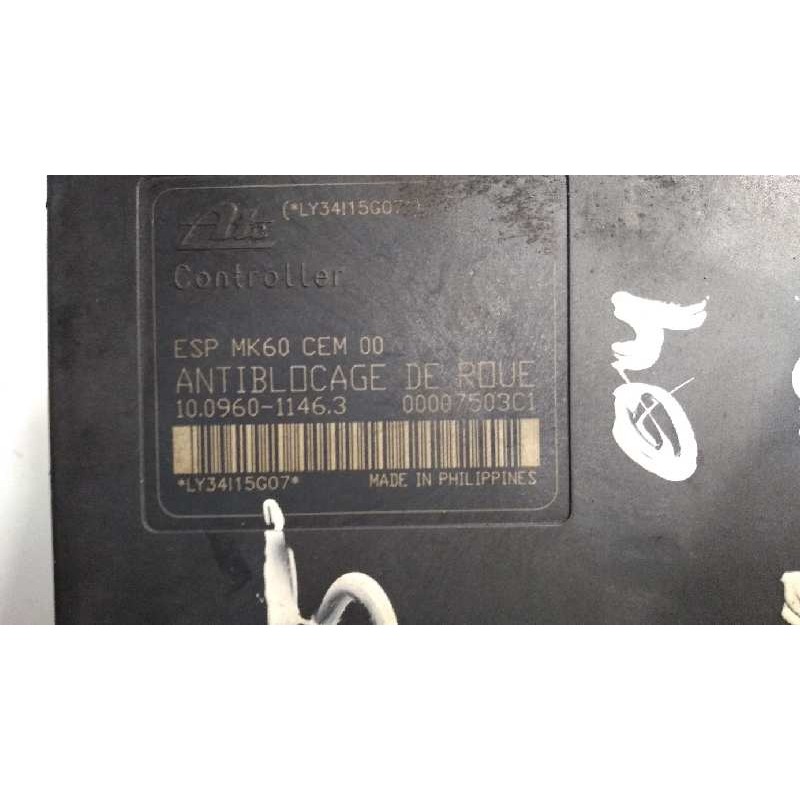 Ate (*LY34I15G07*)
Controller
ESP MK60 CEM 00
ANTIBLOCAGE DE ROUE
10.0960-1146.3 00007503C1
*LY34I15G07* MADE IN PHILIPPINES